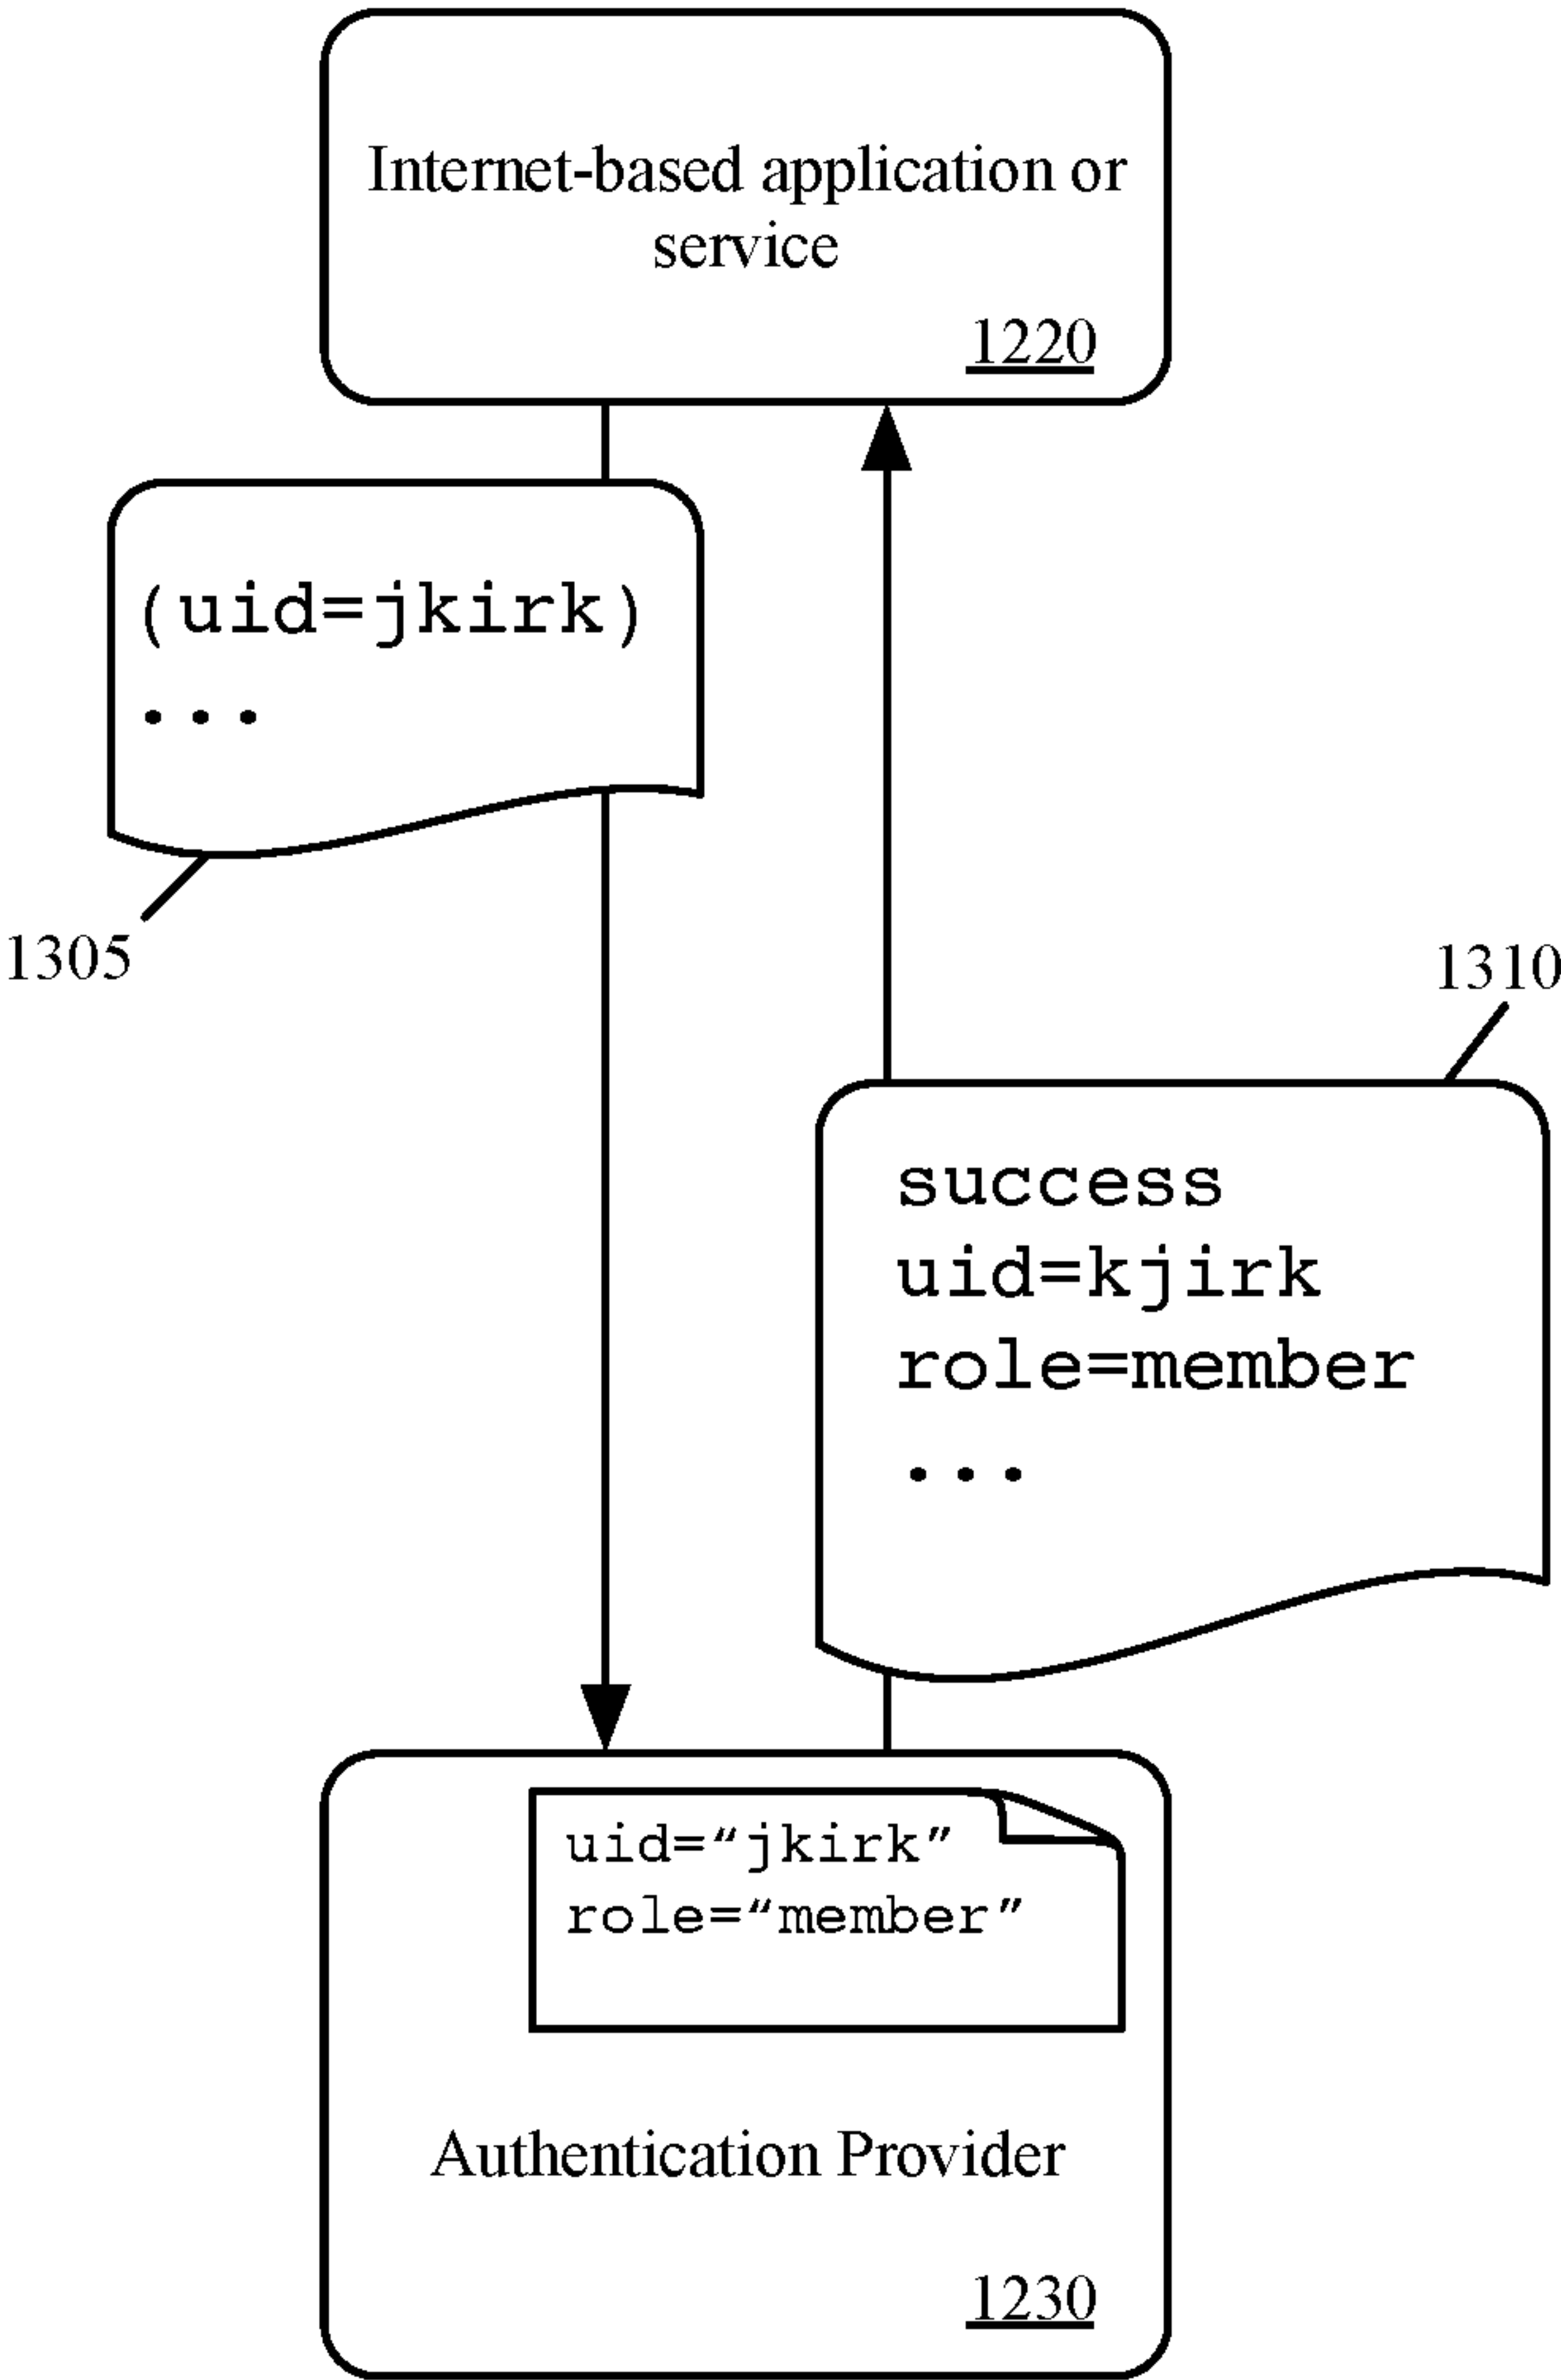 Internet-based application or
service
1220
(uid=jkirk)
...
1305
1310
success
uid=kjirk
role=member
...
uid=“jkirk”
role=“member”
Authentication Provider
1230